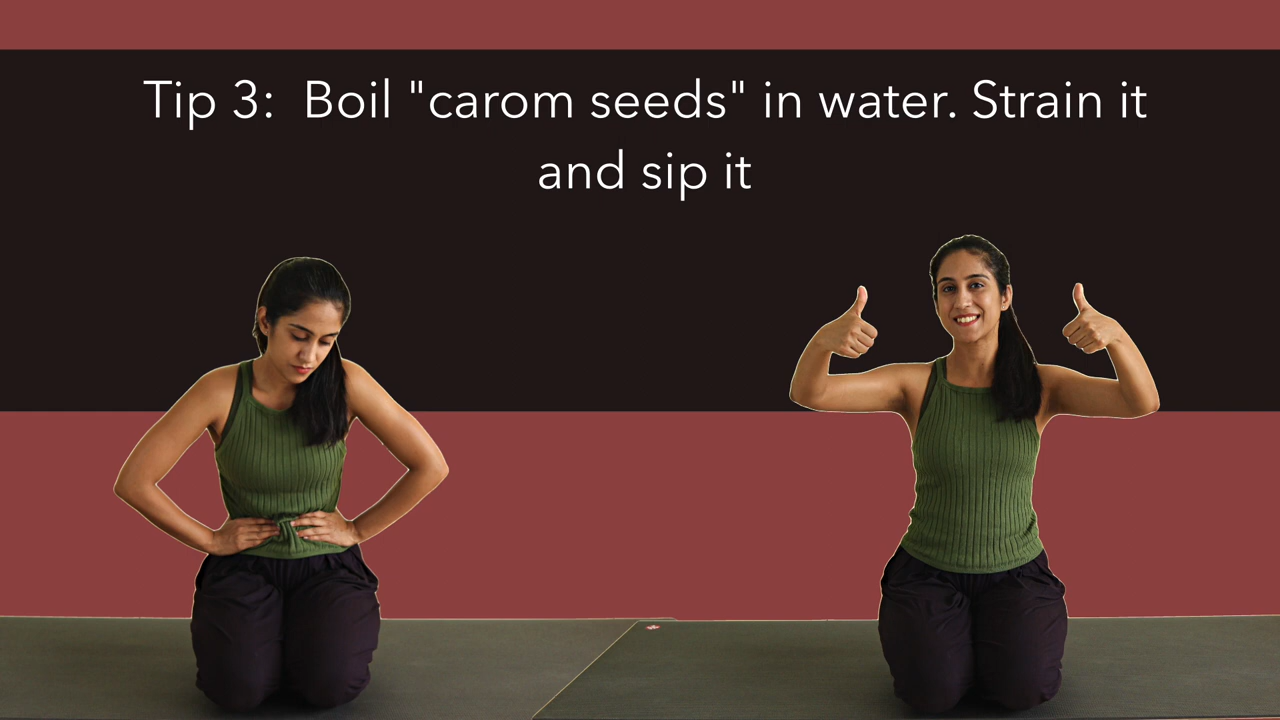 Tip 3:  Boil "carom seeds" in water. Strain it
and sip it